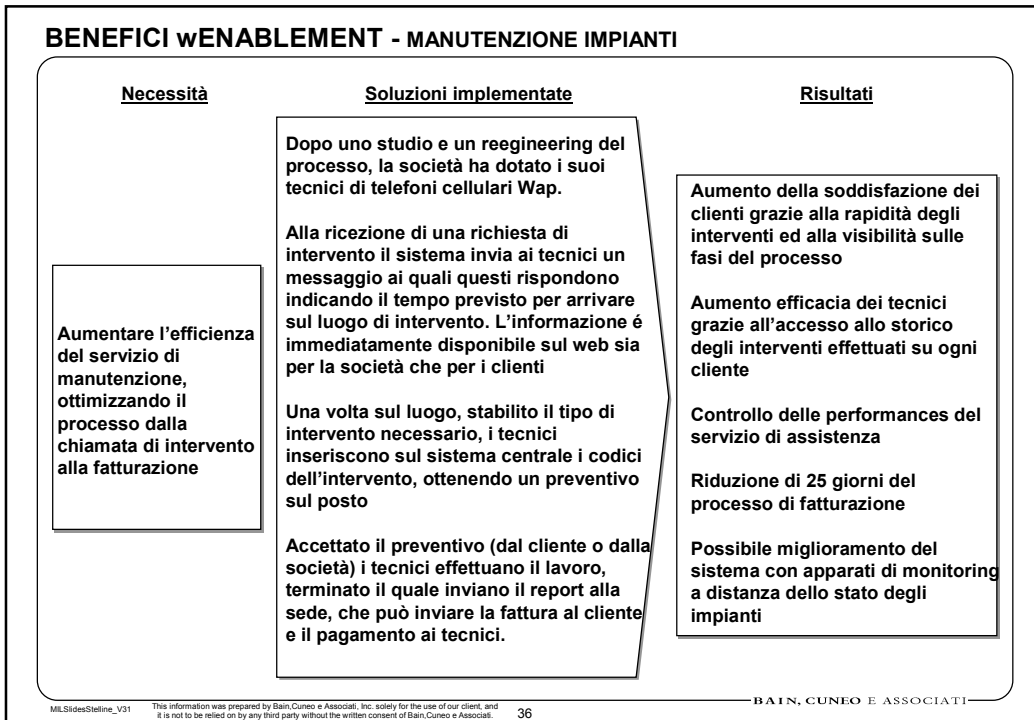 BENEFICI wENABLEMENT - MANUTENZIONE IMPIANTI
Necessità
Aumentare l'efficienza
del servizio di
manutenzione,
ottimizzando il
processo dalla
chiamata di intervento
alla fatturazione
Soluzioni implementate
Dopo uno studio e un reegineering del
processo, la società ha dotato i suoi
tecnici di telefoni cellulari Wap.
Alla ricezione di una richiesta di
intervento il sistema invia ai tecnici un
messaggio ai quali questi rispondono
indicando il tempo previsto per arrivare
sul luogo di intervento. L'informazione é
immediatamente disponibile sul web sia
per la società che per i clienti
Una volta sul luogo, stabilito il tipo di
intervento necessario, i tecnici
inseriscono sul sistema centrale i codici
dell'intervento, ottenendo un preventivo
sul posto
Accettato il preventivo (dal cliente o dalla
società) i tecnici effettuano il lavoro,
terminato il quale inviano il report alla
sede, che può inviare la fattura al cliente
e il pagamento ai tecnici.
Risultati
Aumento della soddisfazione dei
clienti grazie alla rapidità degli
interventi ed alla visibilità sulle
fasi del processo
Aumento efficacia dei tecnici
grazie all'accesso allo storico
degli interventi effettuati su ogni
cliente
Controllo delle performances del
servizio di assistenza
Riduzione di 25 giorni del
processo di fatturazione
Possibile miglioramento del
sistema con apparati di monitoring
a distanza dello stato degli
impianti
MILSlidesStelline_V31
This information was prepared by Bain,Cuneo e Associati, Inc. solely for the use of our client, and
it is not to be relied on by any third party without the written consent of Bain,Cuneo e Associati.
36
BAIN, CUNEO E ASSOCIATI